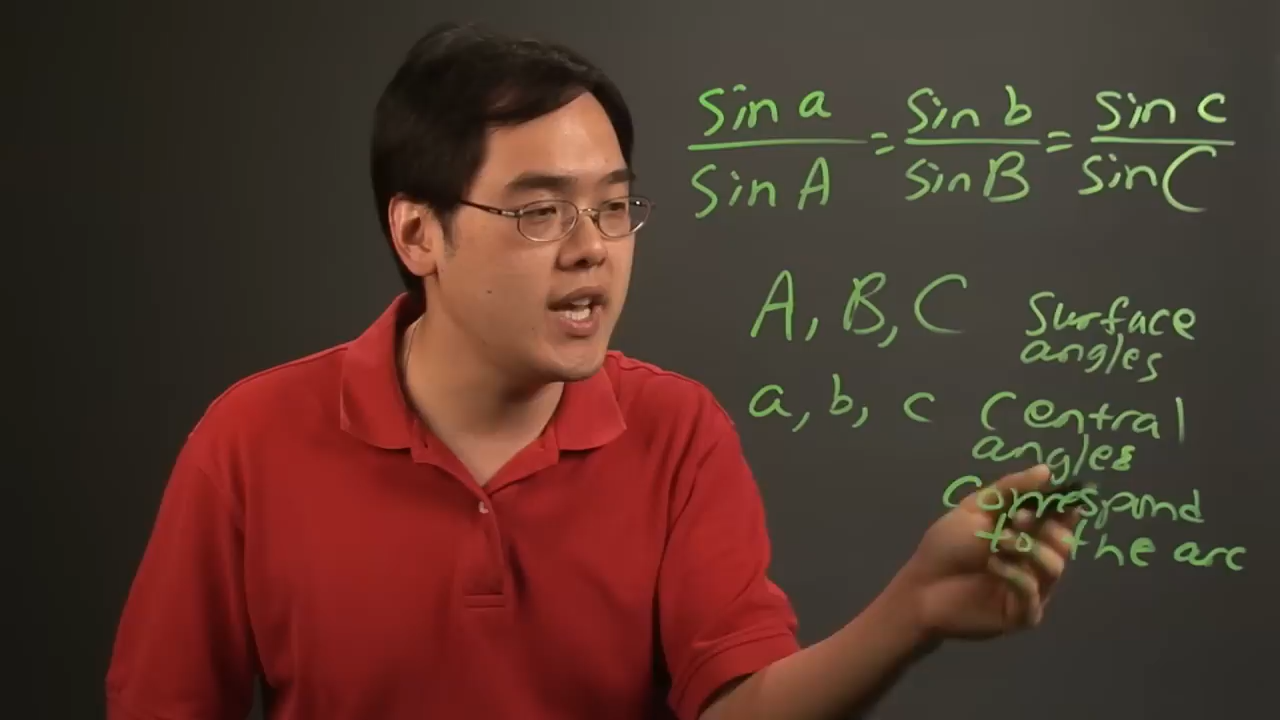 sin a / sin A = sin b / sin B = sin c / sin C
A, B, C surface
angles
a, b, c central
angles
correspond
to the arc